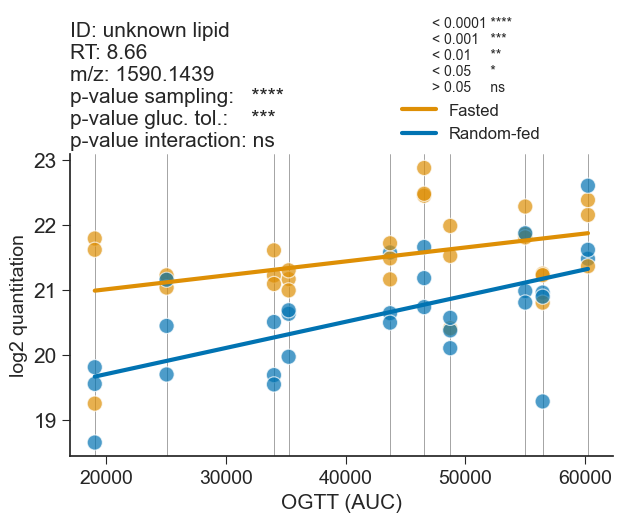 ID: unknown lipid
RT: 8.66
m/z: 1590.1439
p-value sampling: ****
p-value gluc. tol.: ***
p-value interaction: ns
< 0.0001 ****
< 0.001 ***
< 0.01 **
< 0.05 *
> 0.05 ns
Fasted
Random-fed
23
22
21
20
19
log2 quantitation
20000 30000 40000 50000 60000
OGTT (AUC)